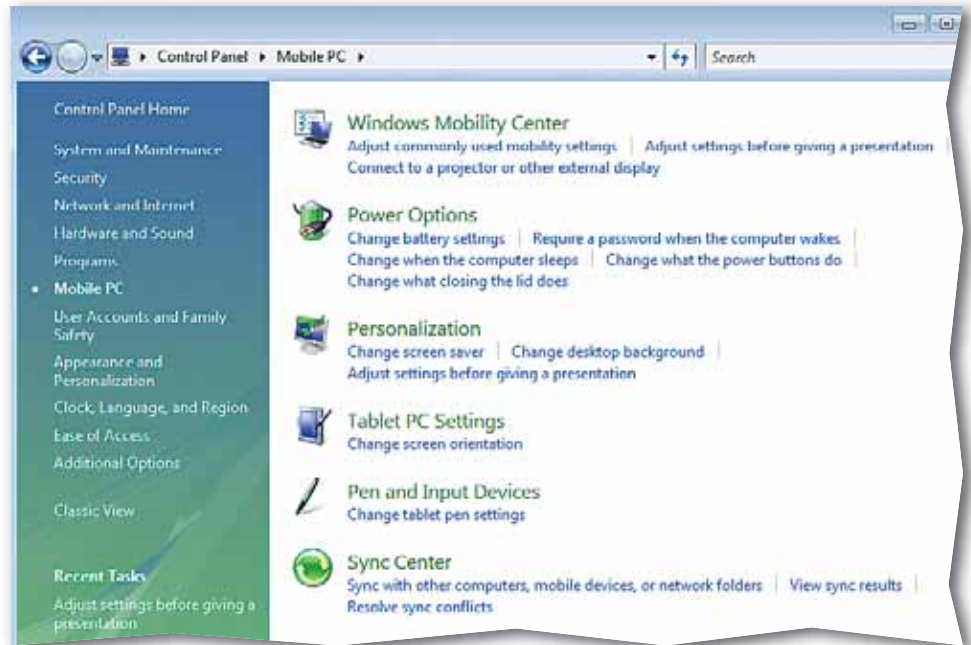 Control Panel Mobile PC
Search
Control Panel Home
System and Maintenance
Security
Network and Internet
Hardware and Sound
Programs
Mobile PC
User Accounts and Family
Safety
Appearance and
Personalization
Clock, Language, and Region
Ease of Access
Additional Options
Classic View
Recent Tasks
Adjust settings before giving a
presentation
Windows Mobility Center
Adjust commonly used mobility settings Adjust settings before giving a presentation
Connect to a projector or other external display
Power Options
Change battery settings Require a password when the computer wakes
Change when the computer sleeps Change what the power buttons do
Change what closing the lid does
Personalization
Change screen saver Change desktop background
Adjust settings before giving a presentation
Tablet PC Settings
Change screen orientation
Pen and Input Devices
Change tablet pen settings
Sync Center
Sync with other computers, mobile devices, or network folders View sync results
Resolve sync conflicts